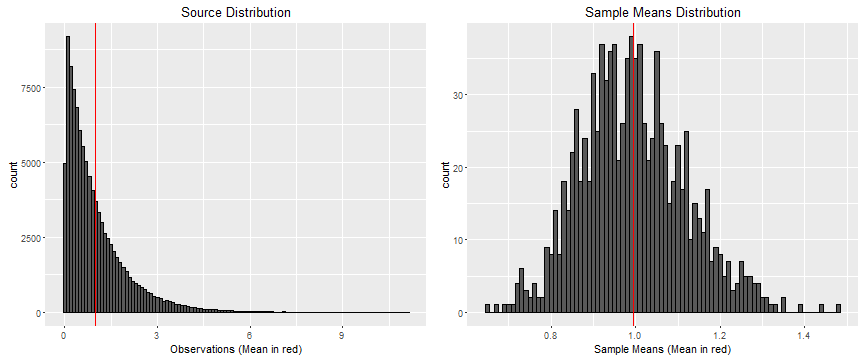 Source Distribution
Sample Means Distribution
7500
5000
2500
0
count
0 3 6 9
Observations (Mean in red)
30
20
10
0
count
0.8 1.0 1.2 1.4
Sample Means (Mean in red)